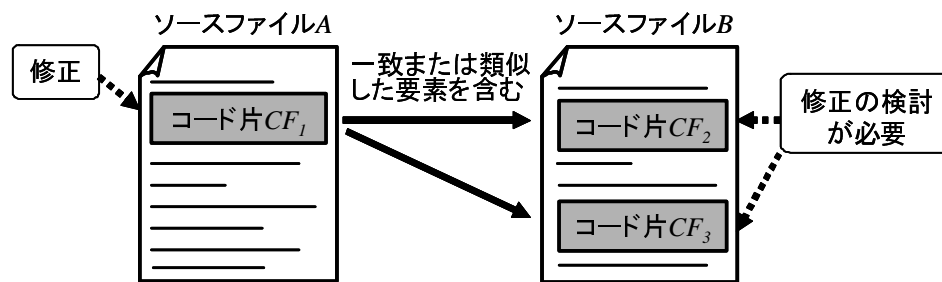 ソースファイルA
ソースファイルB
修正
一致または類似
した要素を含む
コード片CF1
コード片CF2
コード片CF3
修正の検討
が必要